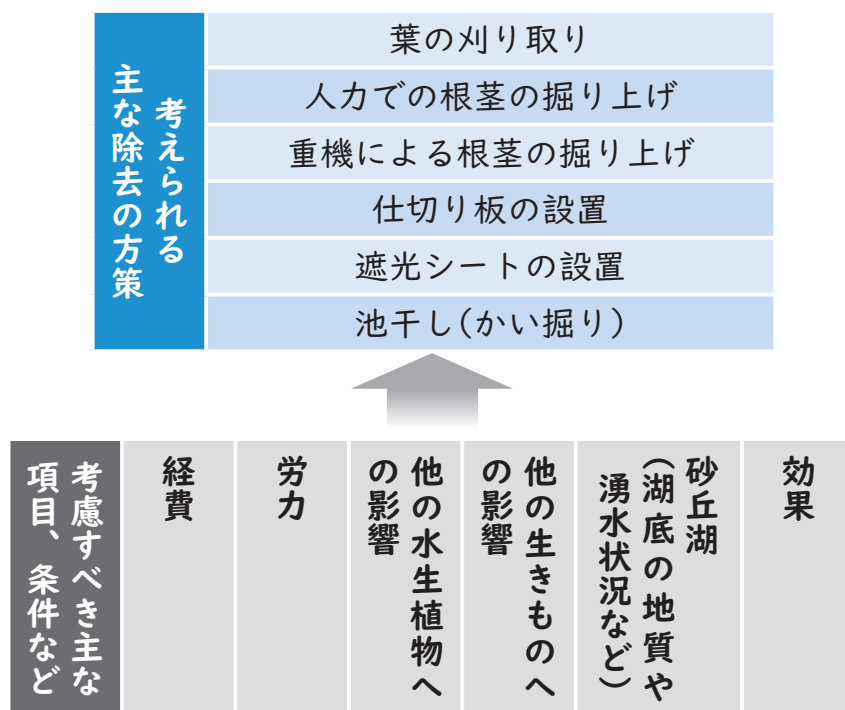 考えられる
主な除去の方策
葉の刈り取り
人力での根茎の掘り上げ
重機による根茎の掘り上げ
仕切り板の設置
遮光シートの設置
池干し(かい掘り)
考慮すべき主な
項目、条件など
経費
労力
他の水生植物へ
の影響
他の生きものへ
の影響
砂丘湖
(湖底の地質や
湧水状況など)
効果